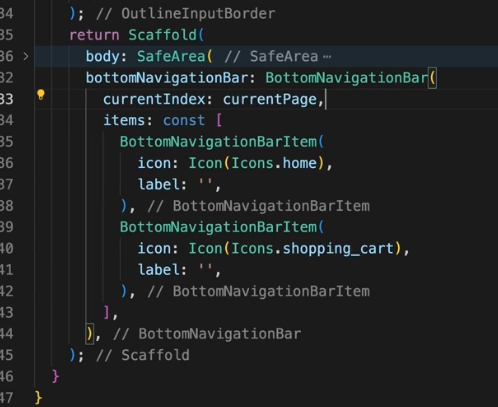 34 ); // OutlineInputBorder
35 return Scaffold(
36 > body: SafeArea( // SafeArea ⋯
32 bottomNavigationBar: BottomNavigationBar(
33 currentIndex: currentPage,
34 items: const [
35 BottomNavigationBarItem(
36 icon: Icon(Icons.home),
37 label: '',
38 ), // BottomNavigationBarItem
39 BottomNavigationBarItem(
40 icon: Icon(Icons.shopping_cart),
41 label: '',
42 ), // BottomNavigationBarItem
43 ],
44 ), // BottomNavigationBar
45 ); // Scaffold
46 }
47 }